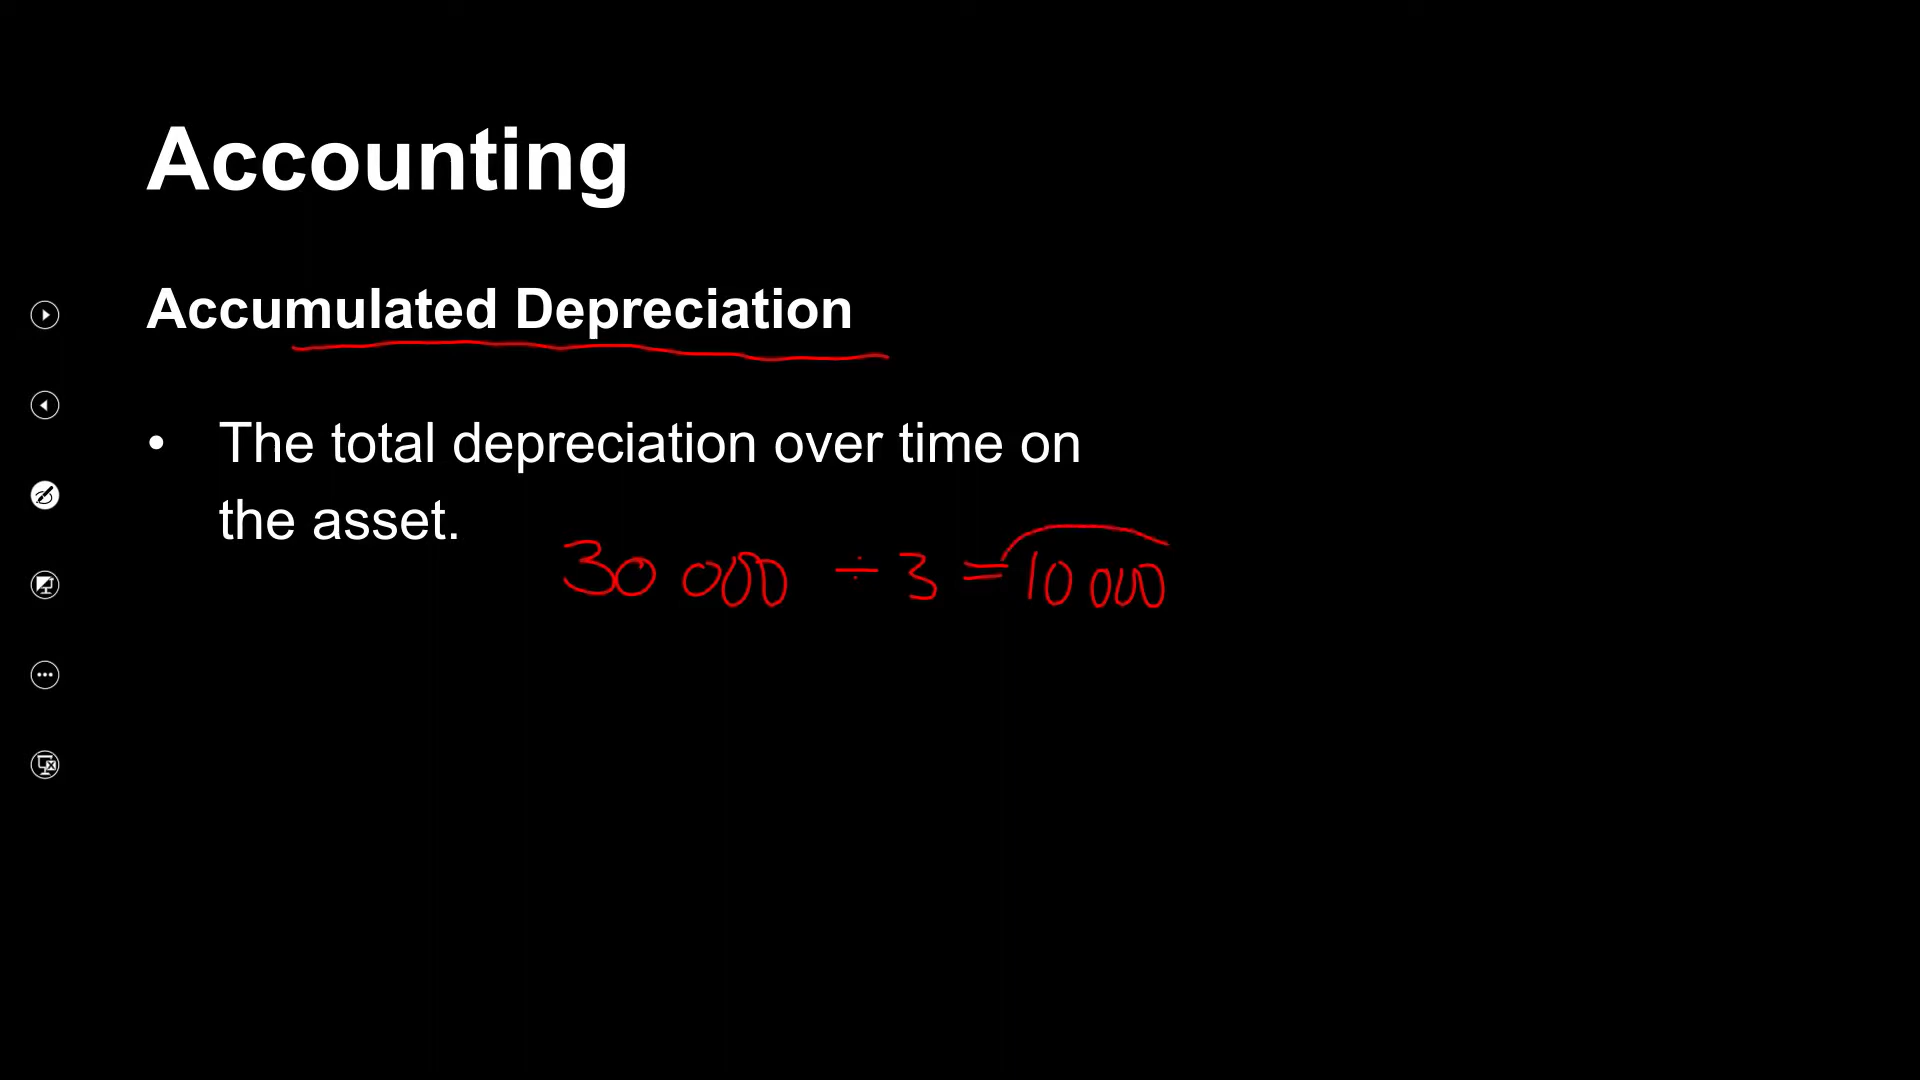 Accounting
Accumulated Depreciation
• The total depreciation over time on
the asset.
30 000 ÷ 3 = 10 000